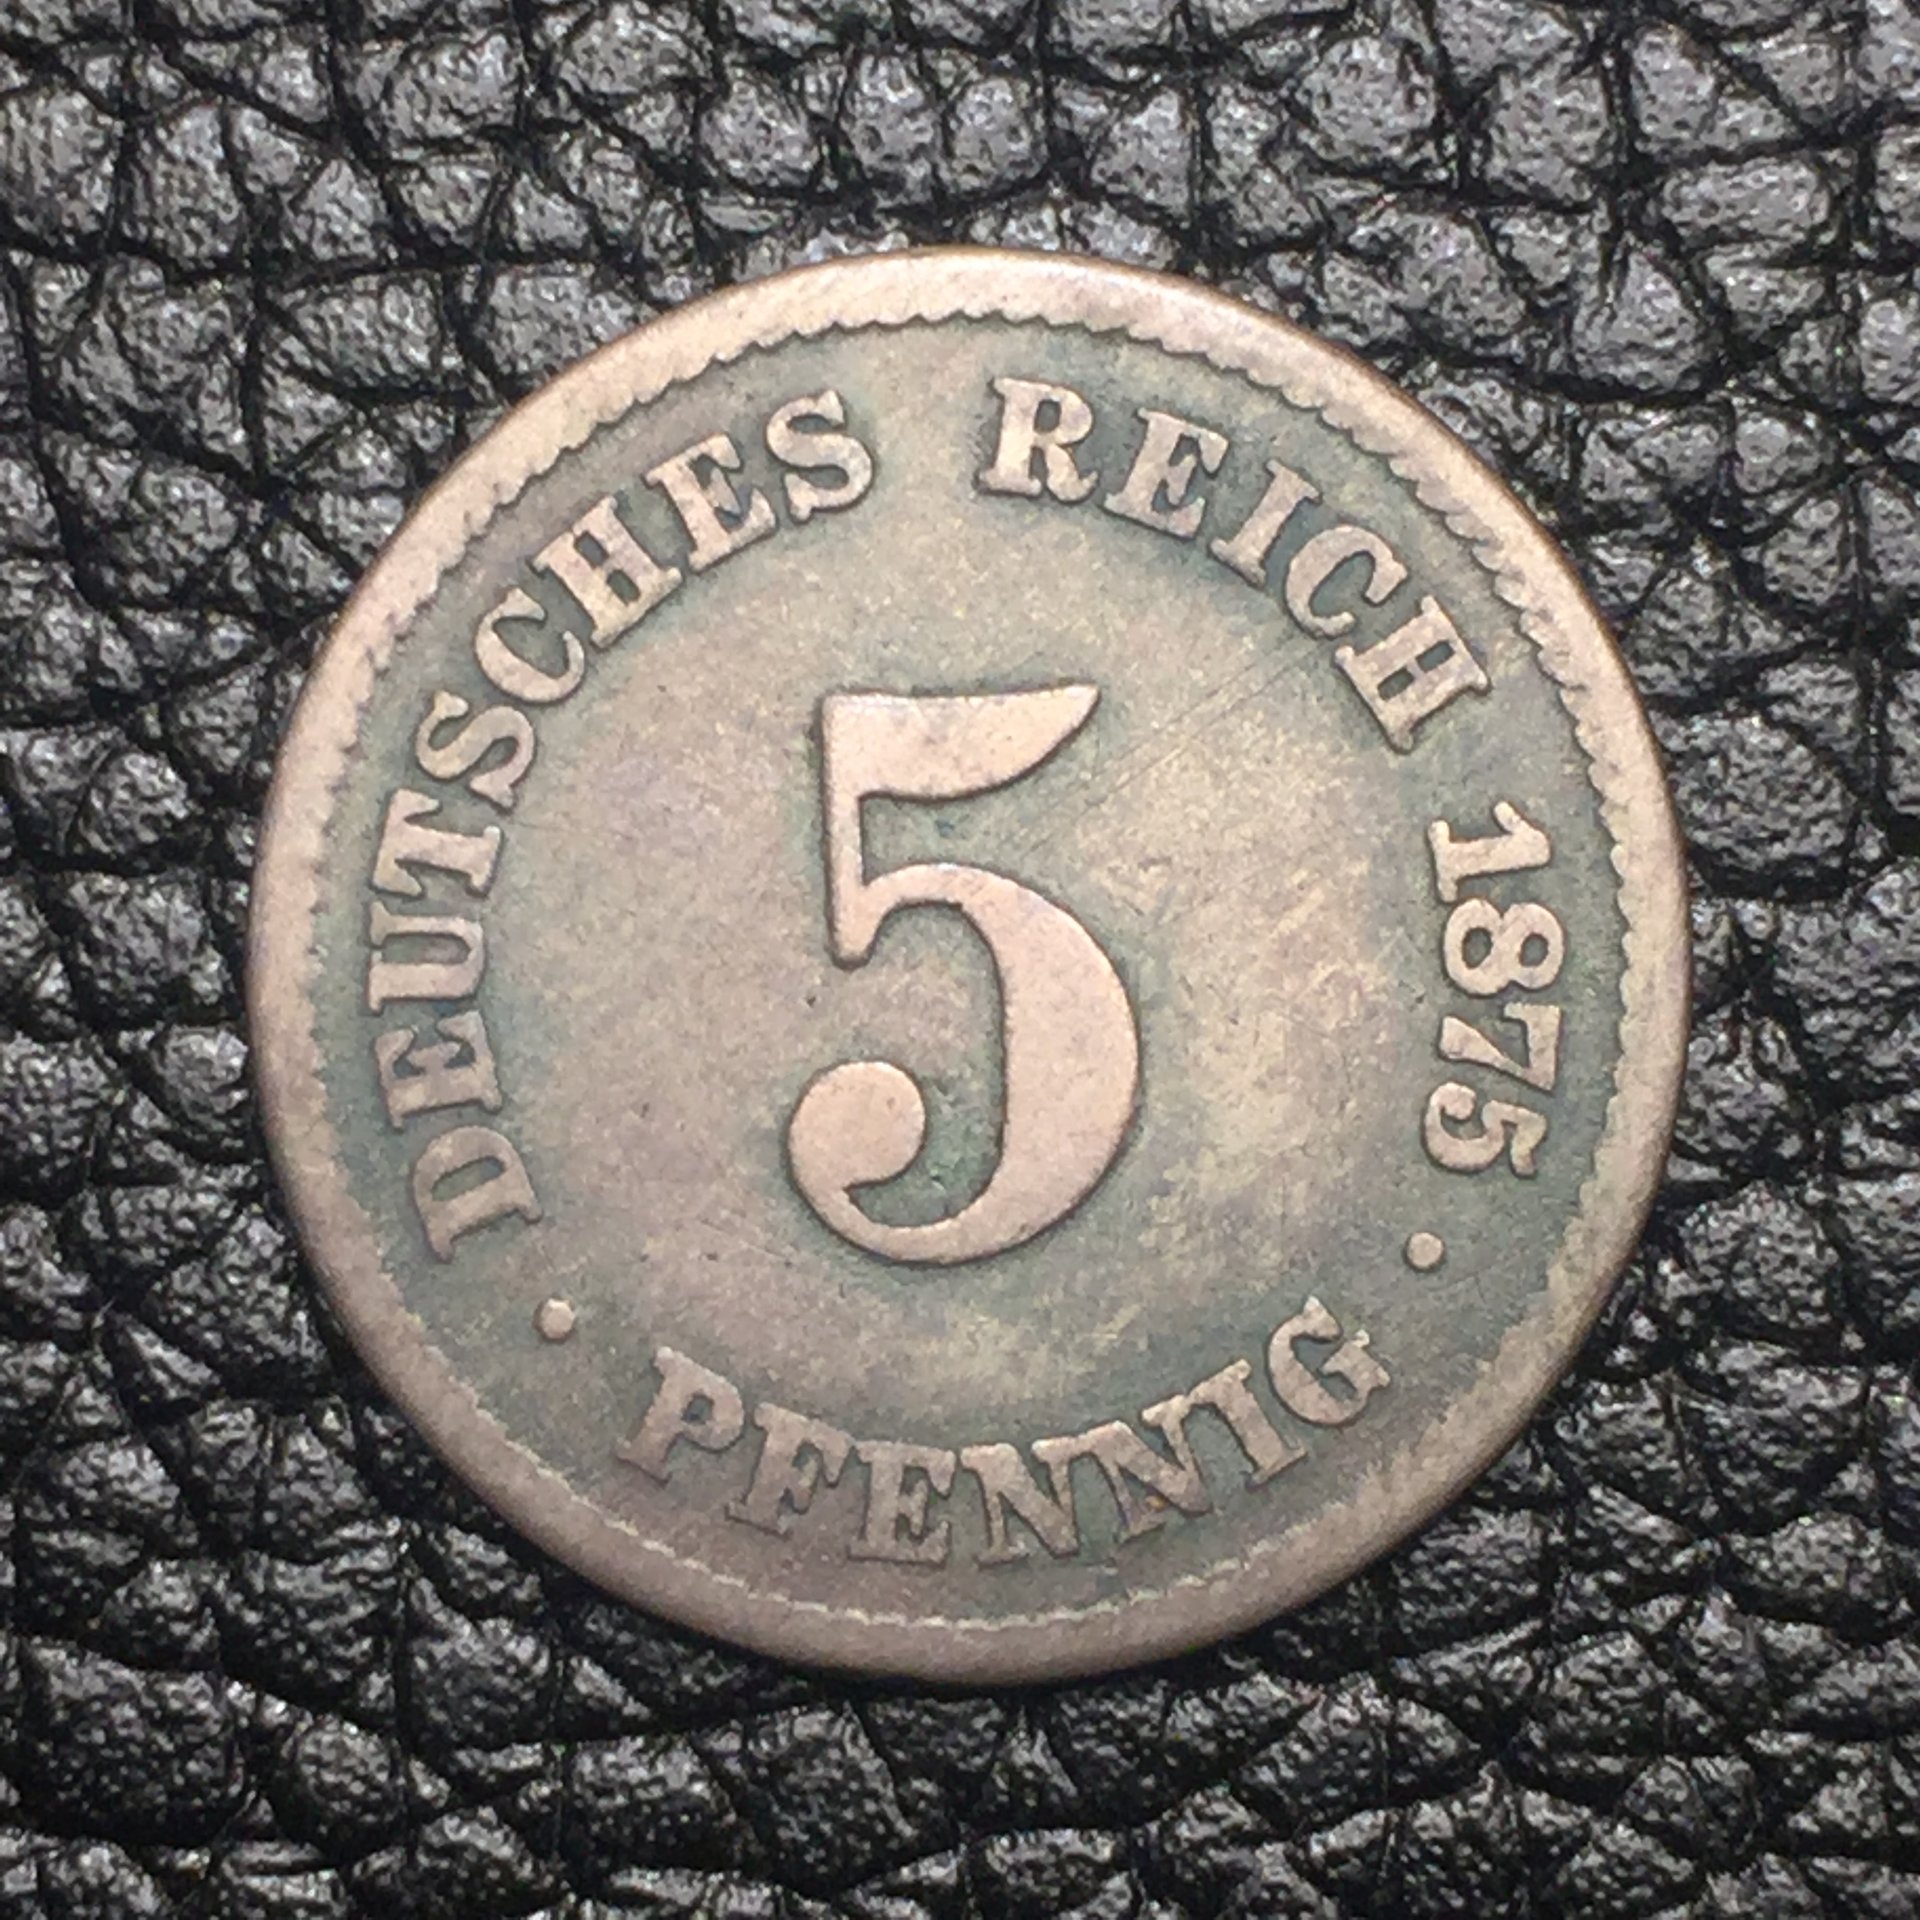 DEUTSCHES REICH 1875
5
· PFENNIG ·